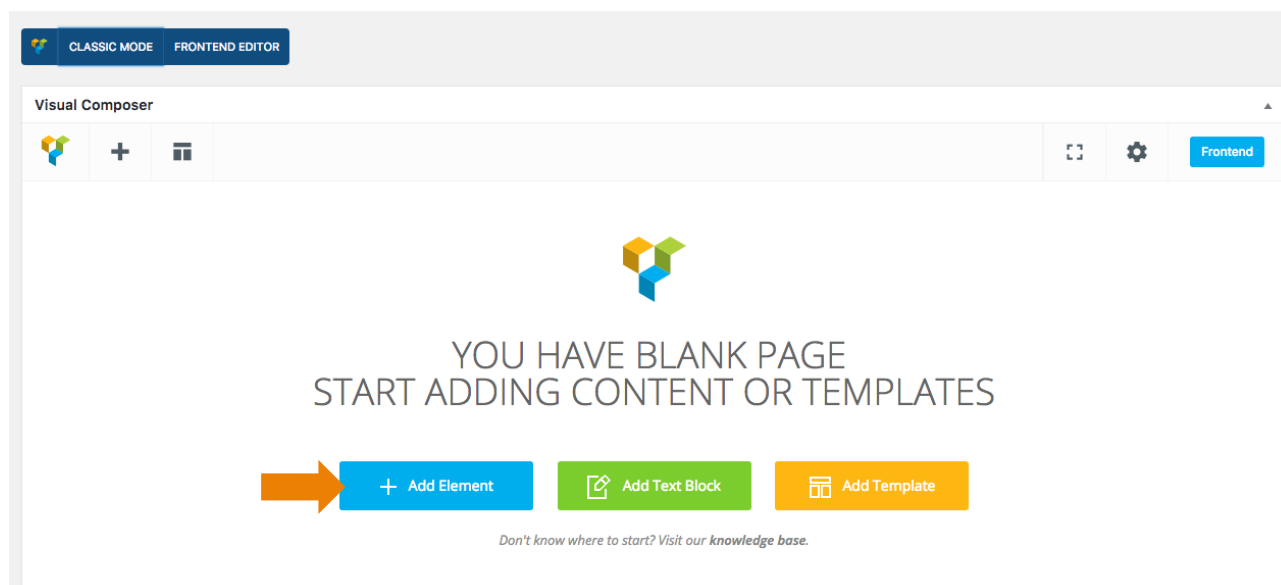 CLASSIC MODE FRONTEND EDITOR
Visual Composer
Frontend
YOU HAVE BLANK PAGE
START ADDING CONTENT OR TEMPLATES
Add Element Add Text Block Add Template
Don't know where to start? Visit our knowledge base.